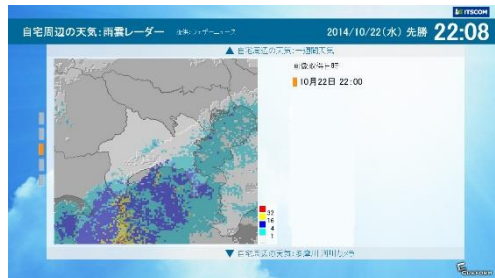 ITSCOM
自宅周辺の天気：雨雲レーダー
2014/10/22(水) 先勝 22:08
▲ 自宅周辺の天気：一週間天気
10月22日 22:00
32
16
4
1
▼ 自宅周辺の天気：